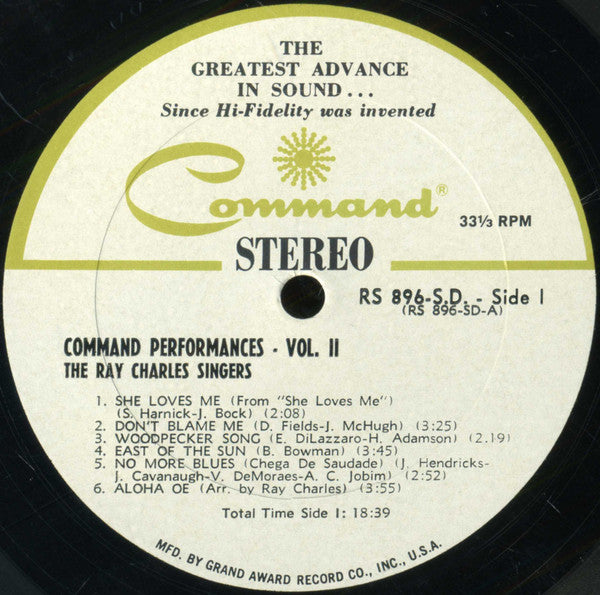 THE
GREATEST ADVANCE
IN SOUND...
Since Hi-Fidelity was invented
Command®
33⅓ RPM
STEREO
RS 896-S.D. - Side 1
(RS 896-SD-A)
COMMAND PERFORMANCES - VOL. II
THE RAY CHARLES SINGERS
1. SHE LOVES ME (From "She Loves Me")
(S. Harnick-J. Bock) (2:08)
2. DON'T BLAME ME (D. Fields-J. McHugh) (3:25)
3. WOODPECKER SONG (E. DiLazzaro-H. Adamson) (2.19)
4. EAST OF THE SUN (B. Bowman) (3:45)
5. NO MORE BLUES (Chega De Saudade) (J. Hendricks-
J. Cavanaugh-V. DeMoraes-A. C. Jobim) (2:52)
6. ALOHA OE (Arr. by Ray Charles) (3:55)
Total Time Side 1: 18:39
MFD. BY GRAND AWARD RECORD CO., INC., U.S.A.